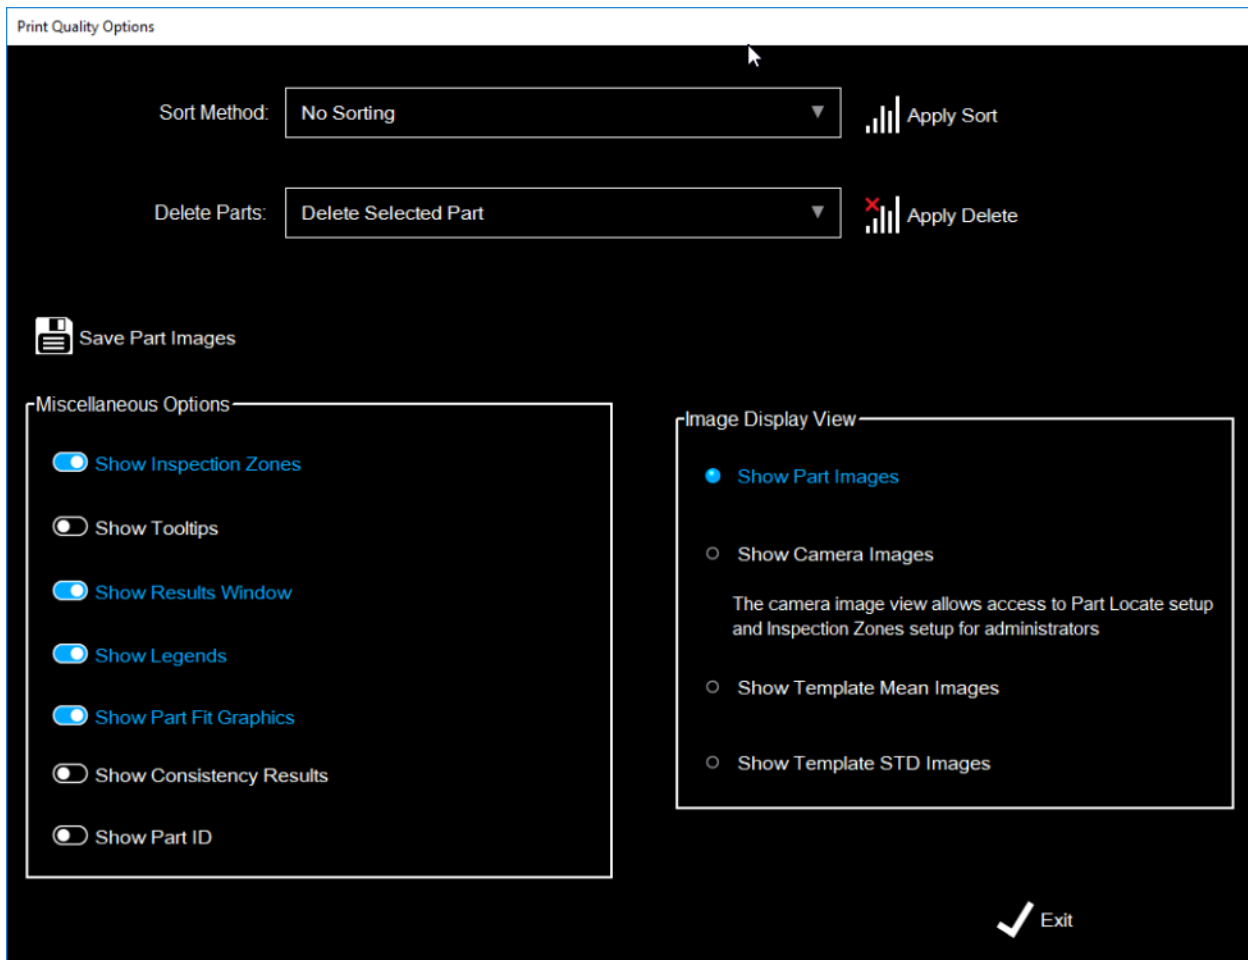 Print Quality Options
Sort Method:
No Sorting
Apply Sort
Delete Parts:
Delete Selected Part
Apply Delete
Save Part Images
Miscellaneous Options
Show Inspection Zones
Show Tooltips
Show Results Window
Show Legends
Show Part Fit Graphics
Show Consistency Results
Show Part ID
Image Display View
Show Part Images
Show Camera Images
The camera image view allows access to Part Locate setup
and Inspection Zones setup for administrators
Show Template Mean Images
Show Template STD Images
Exit